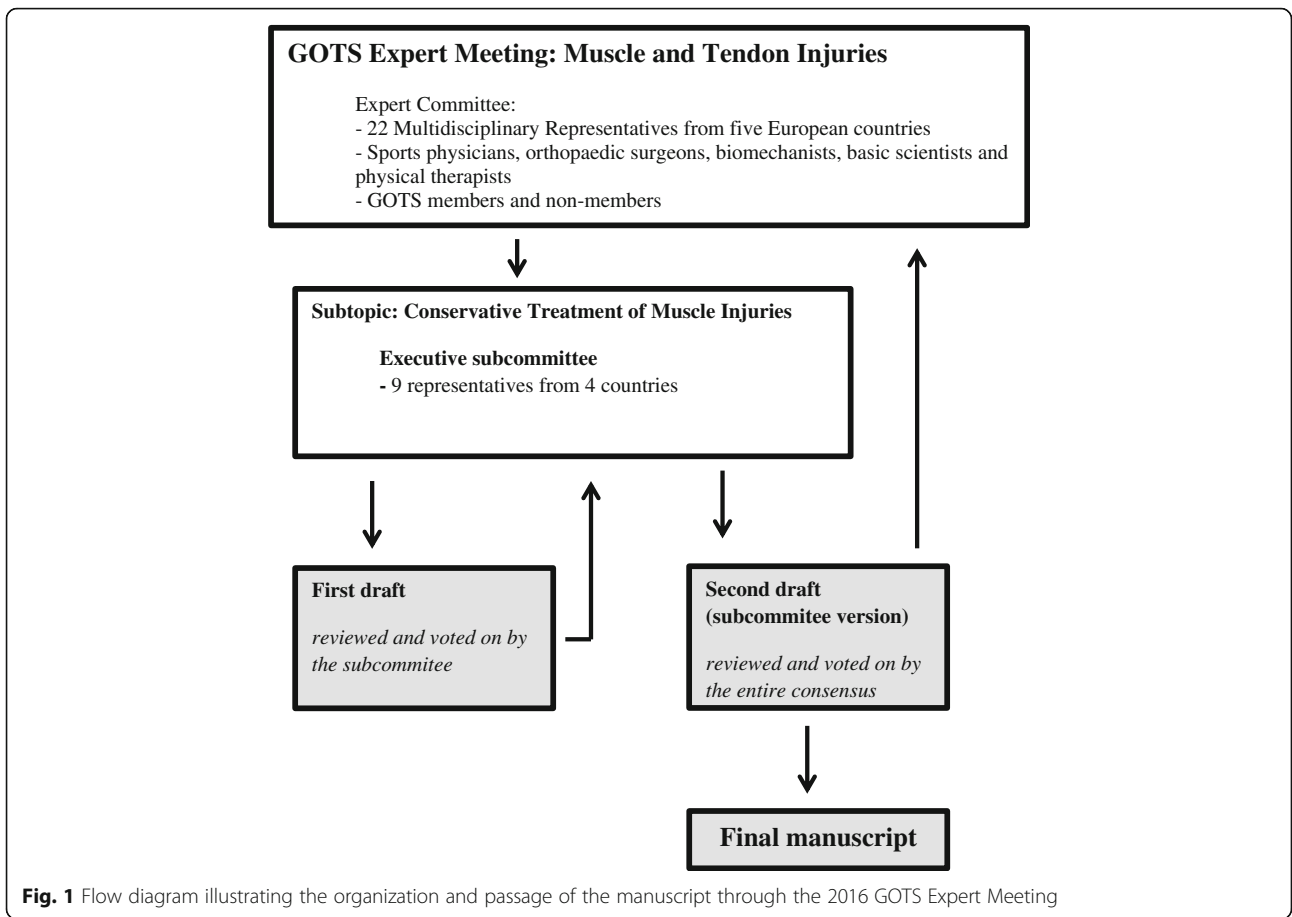 GOTS Expert Meeting: Muscle and Tendon Injuries
Expert Committee:
- 22 Multidisciplinary Representatives from five European countries
- Sports physicians, orthopaedic surgeons, biomechanists, basic scientists and
physical therapists
- GOTS members and non-members
Subtopic: Conservative Treatment of Muscle Injuries
Executive subcommittee
- 9 representatives from 4 countries
First draft
reviewed and voted on by
the subcommitee
Second draft
(subcommitee version)
reviewed and voted on by
the entire consensus
Final manuscript
Fig. 1 Flow diagram illustrating the organization and passage of the manuscript through the 2016 GOTS Expert Meeting